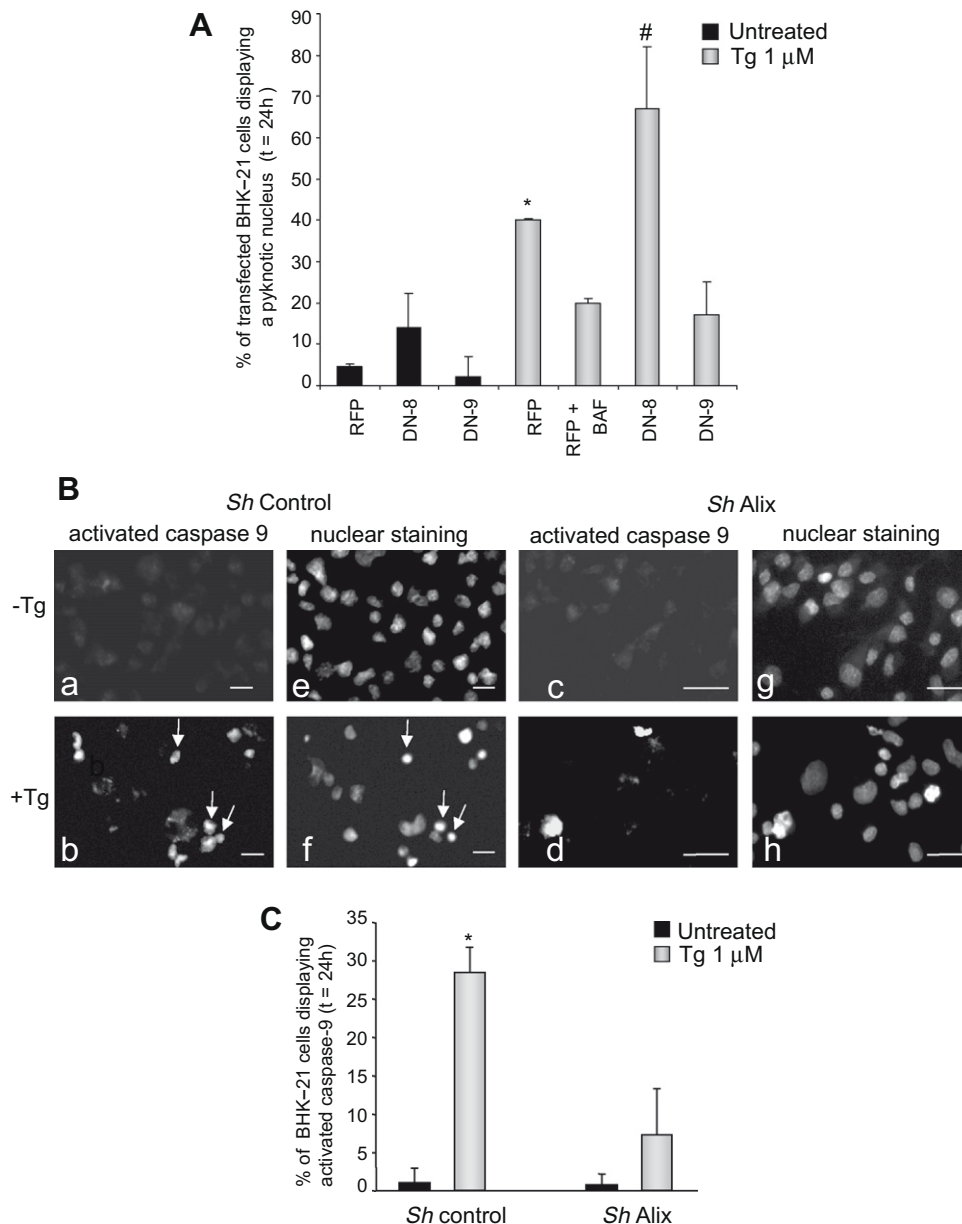 A
% of transfected BHK–21 cells displaying
a pyknotic nucleus (t = 24h )
90
80
70
60
50
40
30
20
10
0
Untreated
Tg 1 μM
*
#
RFP
DN-8
DN-9
RFP
RFP +
BAF
DN-8
DN-9
B
Sh Control
Sh Alix
activated caspase 9
nuclear staining
activated caspase 9
nuclear staining
-Tg
a
e
c
g
+Tg
b
b
f
d
h
C
% of BHK–21 cells displaying
activated caspase-9 (t = 24h)
35
30
25
20
15
10
5
0
Untreated
Tg 1 μM
*
Sh control
Sh Alix